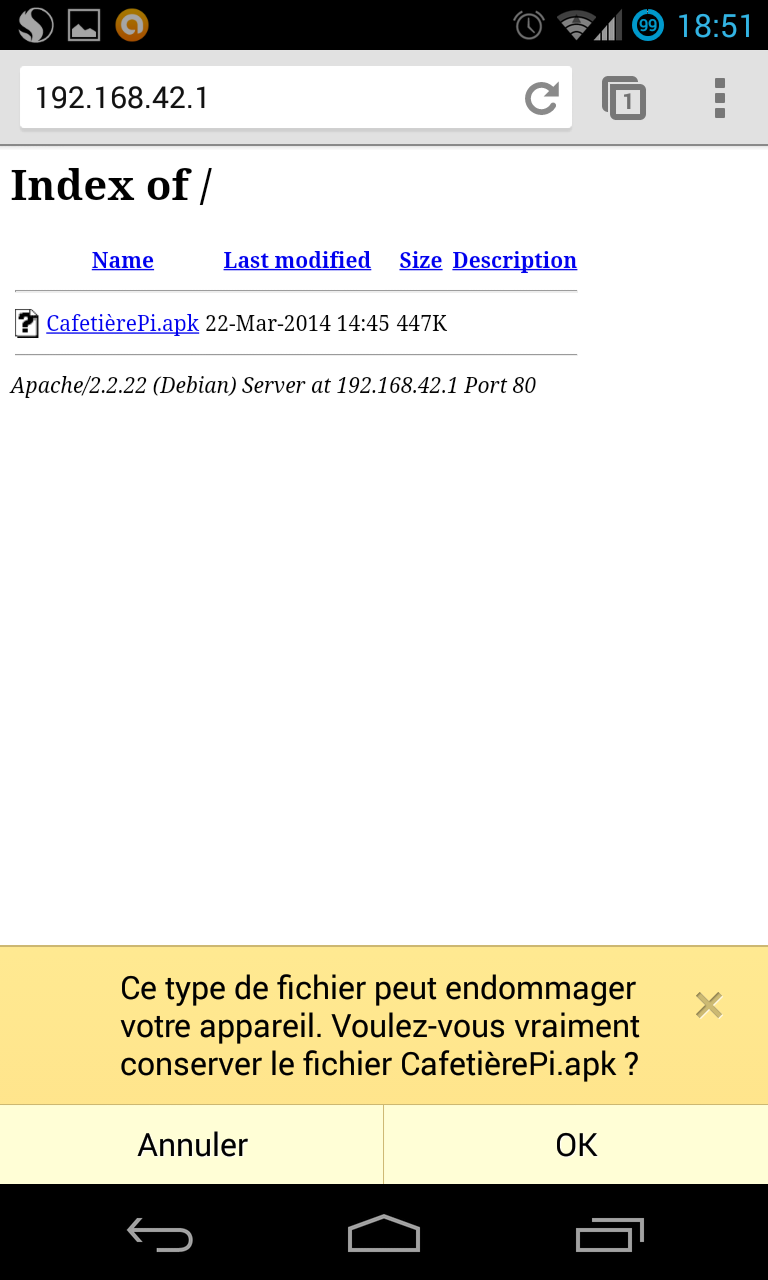 99 18:51
192.168.42.1
1
Index of /
Name Last modified Size Description
CafetièrePi.apk 22-Mar-2014 14:45 447K
Apache/2.2.22 (Debian) Server at 192.168.42.1 Port 80
Ce type de fichier peut endommager
votre appareil. Voulez-vous vraiment
conserver le fichier CafetièrePi.apk ?
Annuler OK